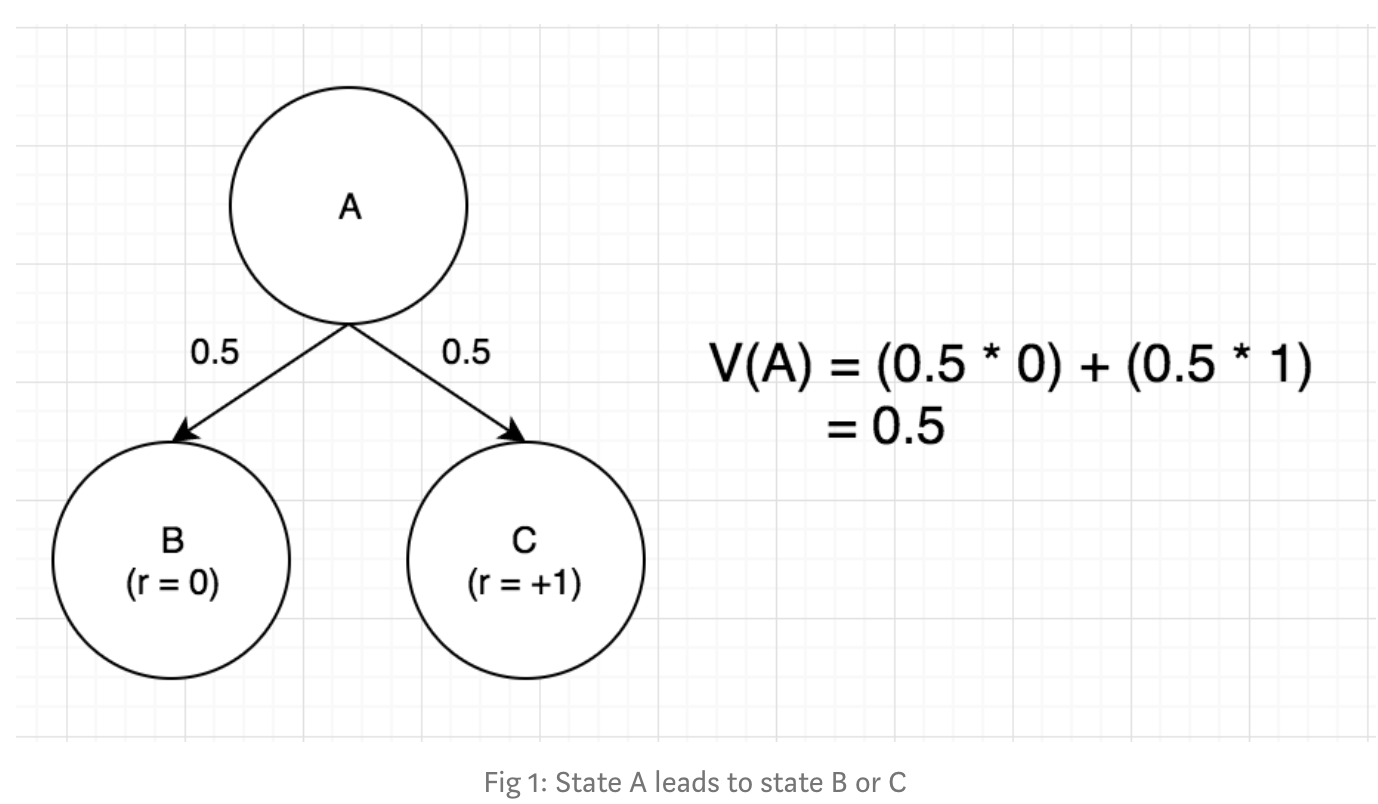 A
0.5
0.5
V(A) = (0.5 * 0) + (0.5 * 1)
= 0.5
B
(r = 0)
C
(r = +1)
Fig 1: State A leads to state B or C